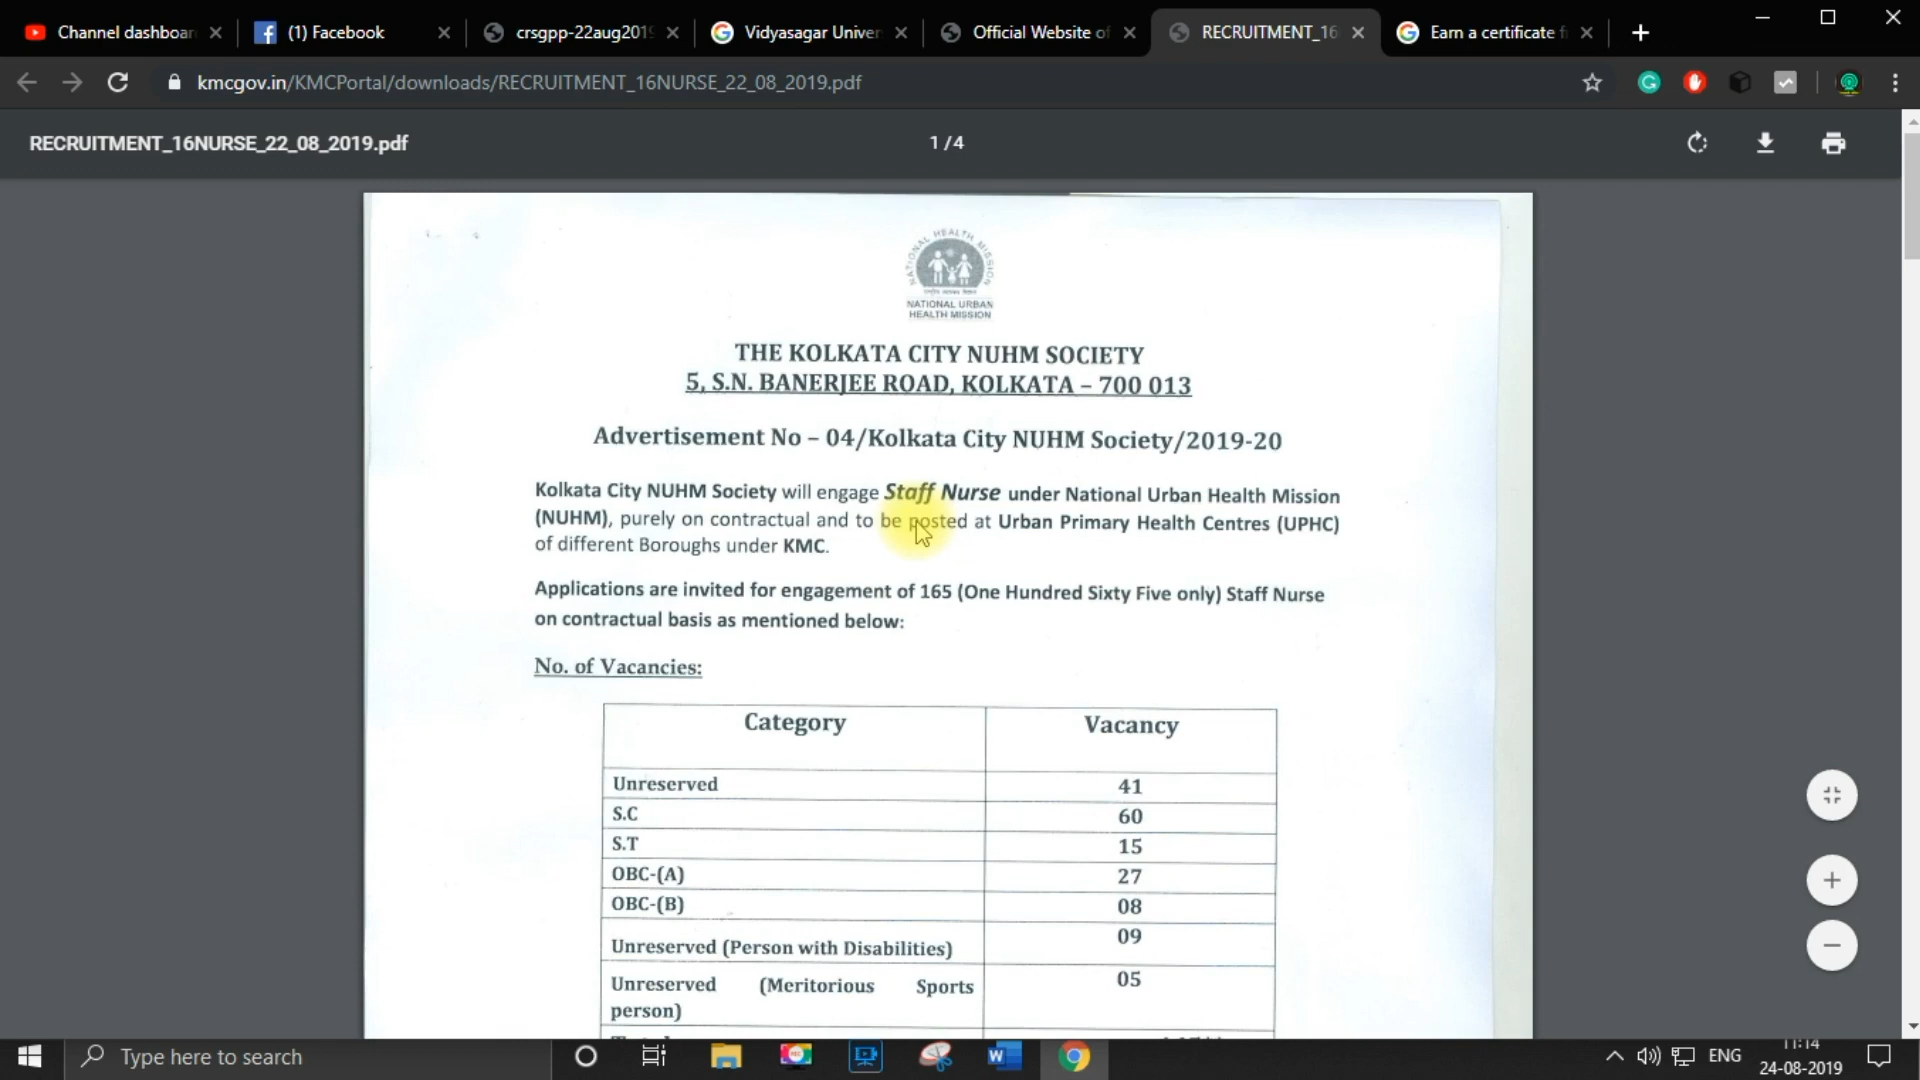 Channel dashboar
(1) Facebook
crsgpp-22aug2019
Vidyasagar Univer
Official Website of
RECRUITMENT_16
Earn a certificate f
kmcgov.in/KMCPortal/downloads/RECRUITMENT_16NURSE_22_08_2019.pdf
RECRUITMENT_16NURSE_22_08_2019.pdf
1 / 4
NATIONAL HEALTH MISSION
NATIONAL URBAN
HEALTH MISSION
THE KOLKATA CITY NUHM SOCIETY
5, S.N. BANERJEE ROAD, KOLKATA – 700 013
Advertisement No – 04/Kolkata City NUHM Society/2019-20
Kolkata City NUHM Society will engage Staff Nurse under National Urban Health Mission
(NUHM), purely on contractual and to be posted at Urban Primary Health Centres (UPHC)
of different Boroughs under KMC.
Applications are invited for engagement of 165 (One Hundred Sixty Five only) Staff Nurse
on contractual basis as mentioned below:
No. of Vacancies:
Category Vacancy
Unreserved 41
S.C 60
S.T 15
OBC-(A) 27
OBC-(B) 08
Unreserved (Person with Disabilities) 09
Unreserved (Meritorious Sports 05
person)
Type here to search
ENG
11:14
24-08-2019